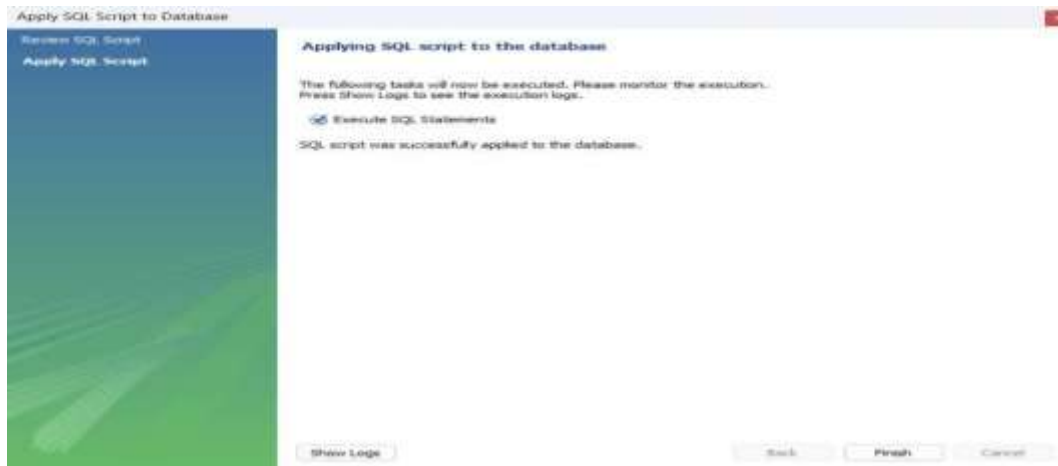 Apply SQL Script to Database
Review SQL Script
Apply SQL Script
Applying SQL script to the database
The following tasks will now be executed. Please monitor the execution.
Press Show Logs to see the execution logs.
Execute SQL Statements
SQL script was successfully applied to the database.
Show Logs
Back
Finish
Cancel